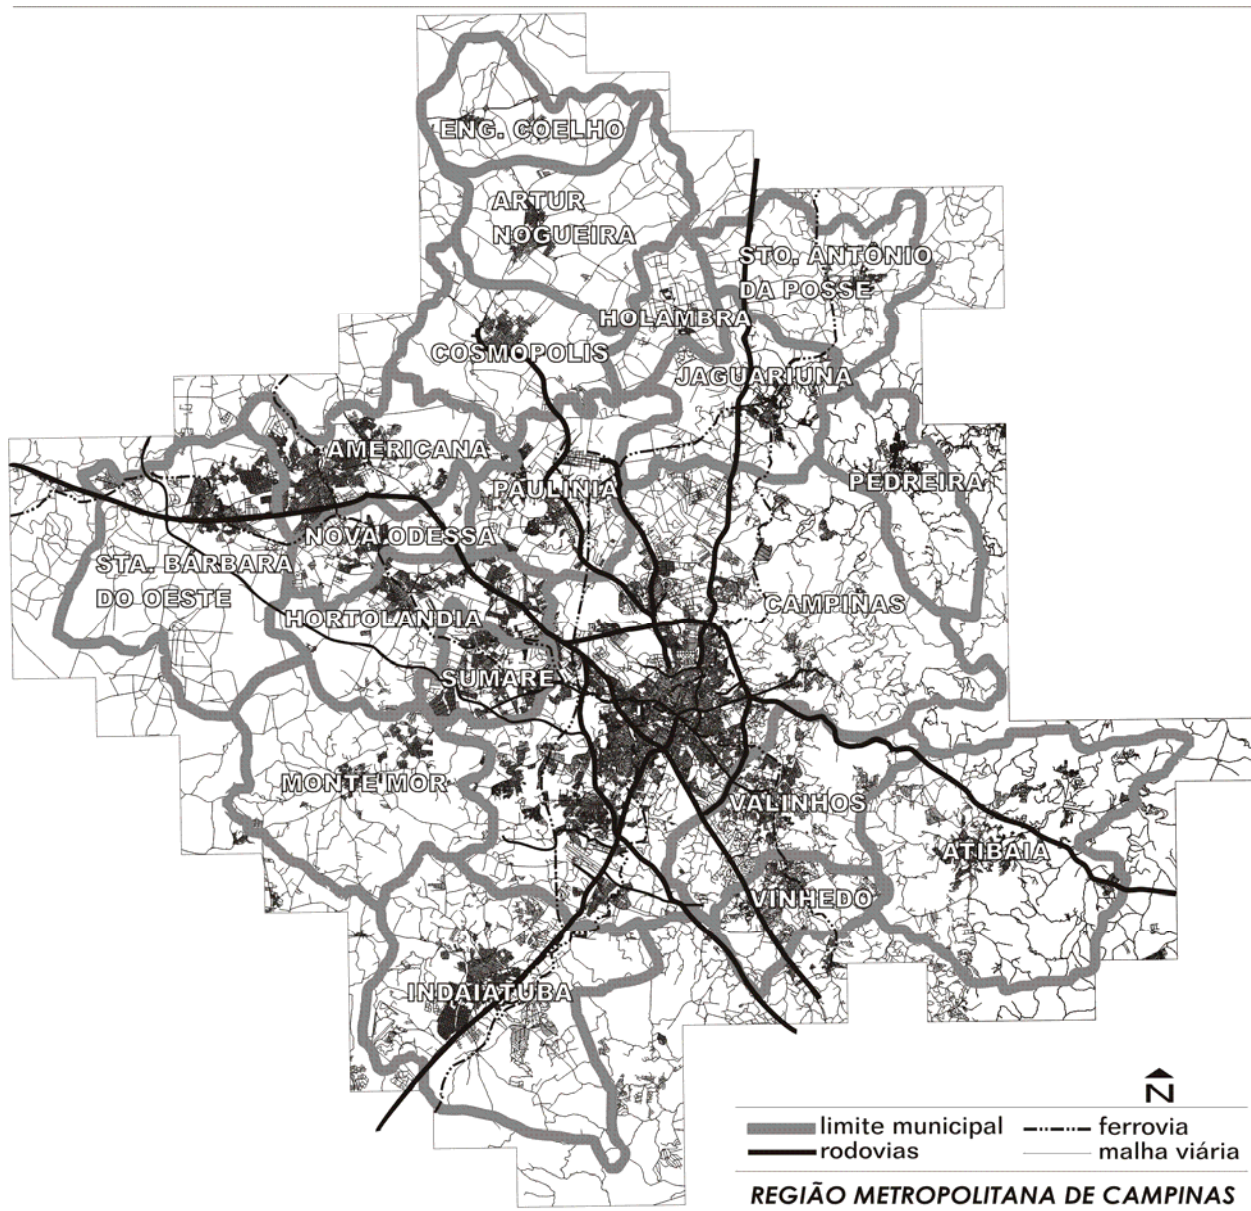 ENG. COELHO
ARTUR
NOGUEIRA
STO. ANTÔNIO
DA POSSE
HOLAMBRA
COSMOPOLIS
JAGUARIUNA
AMERICANA
PEDREIRA
PAULINIA
NOVA ODESSA
STA. BARBARA
DO OESTE
CAMPINAS
HORTOLANDIA
SUMARE
MONTE MOR
VALINHOS
ATIBAIA
VINHEDO
INDAIATUBA
N
limite municipal
ferrovia
rodovias
malha viária
REGIÃO METROPOLITANA DE CAMPINAS